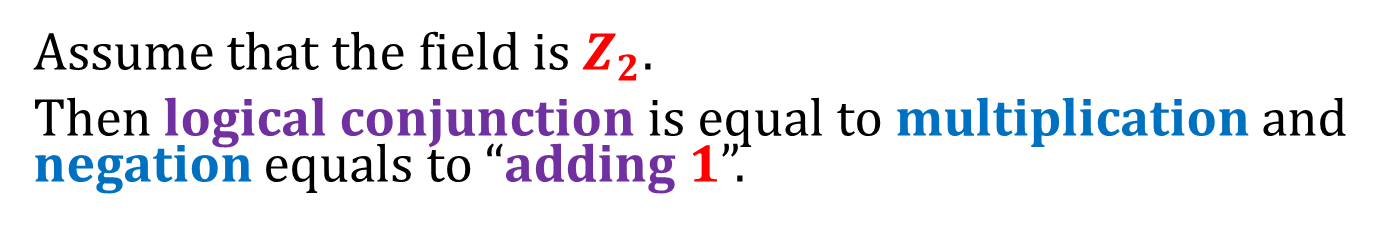 Assume that the field is Z₂.
Then logical conjunction is equal to multiplication and
negation equals to “adding 1”.